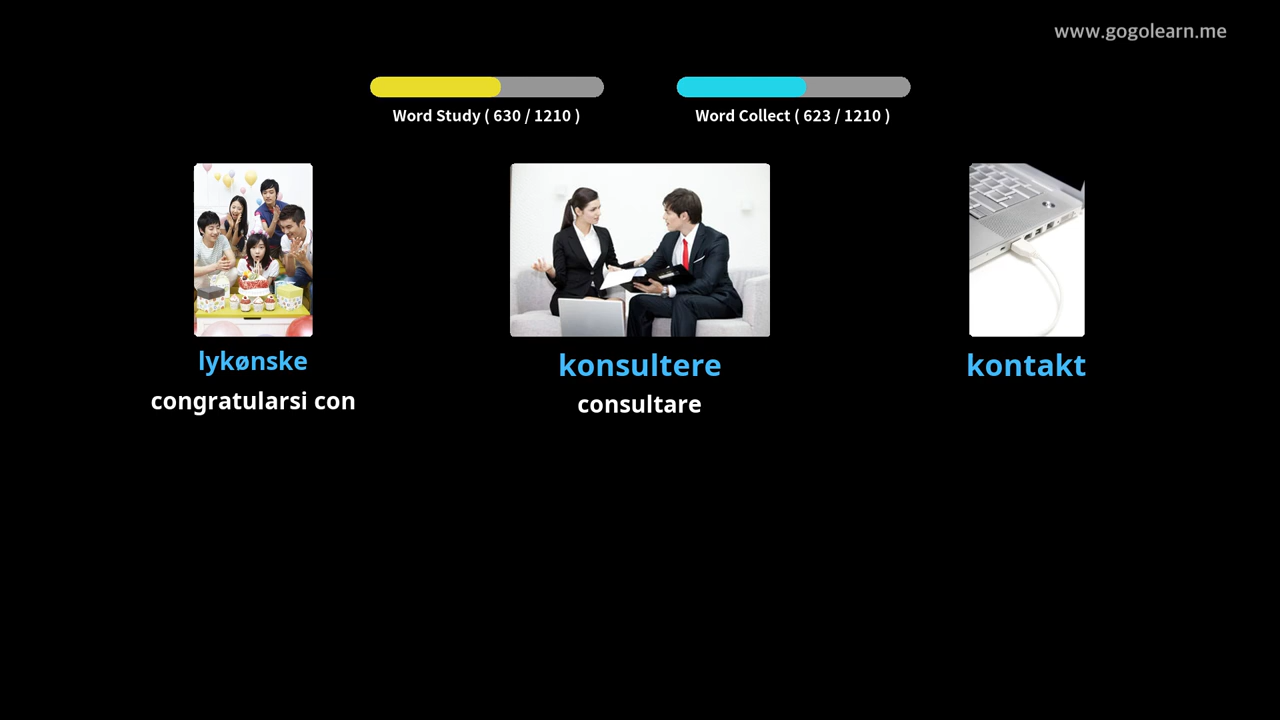 www.gogolearn.me
Word Study ( 630 / 1210 )
Word Collect ( 623 / 1210 )
lykønske
konsultere
kontakt
congratularsi con
consultare